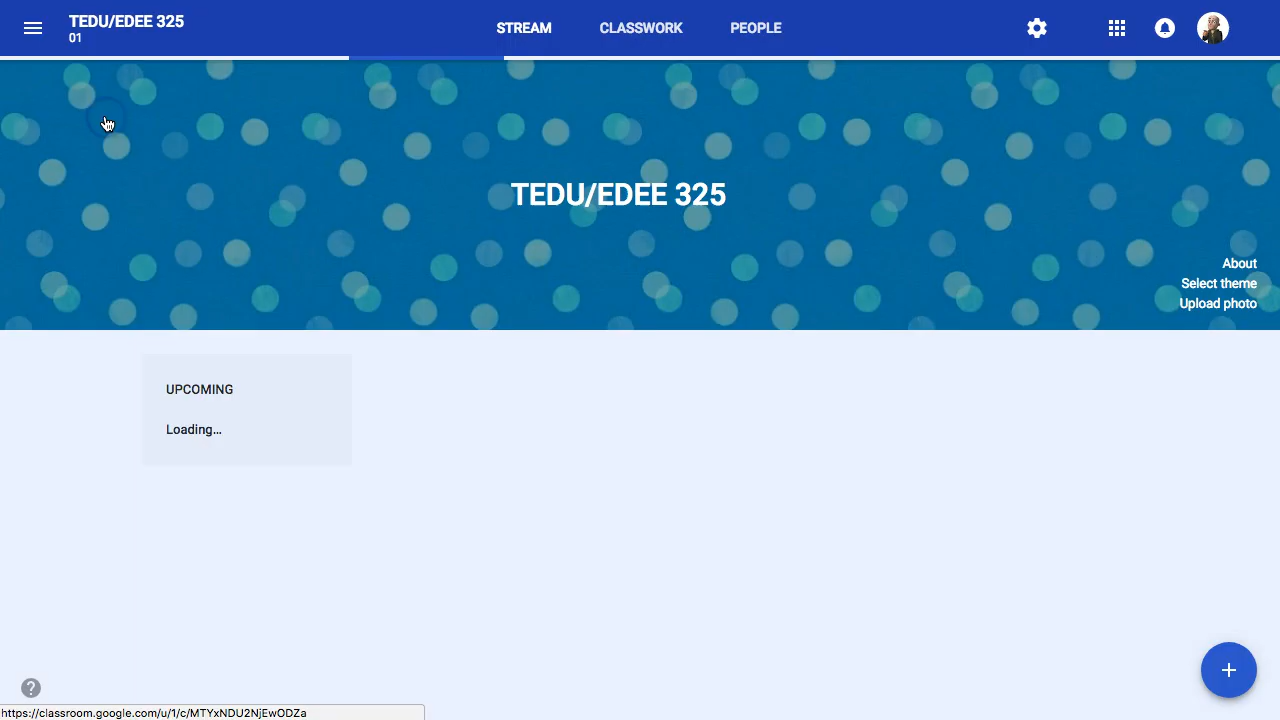 TEDU/EDEE 325
01
STREAM
CLASSWORK
PEOPLE
TEDU/EDEE 325
About
Select theme
Upload photo
UPCOMING
Loading...
+
?
https://classroom.google.com/u/1/c/MTYxNDU2NjEwODZa